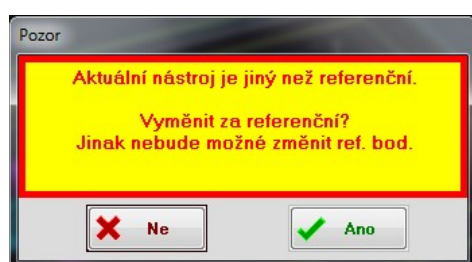 Pozor
Aktuální nástroj je jiný než referenční.
Vyměnit za referenční?
Jinak nebude možné změnit ref. bod.
Ne
Ano